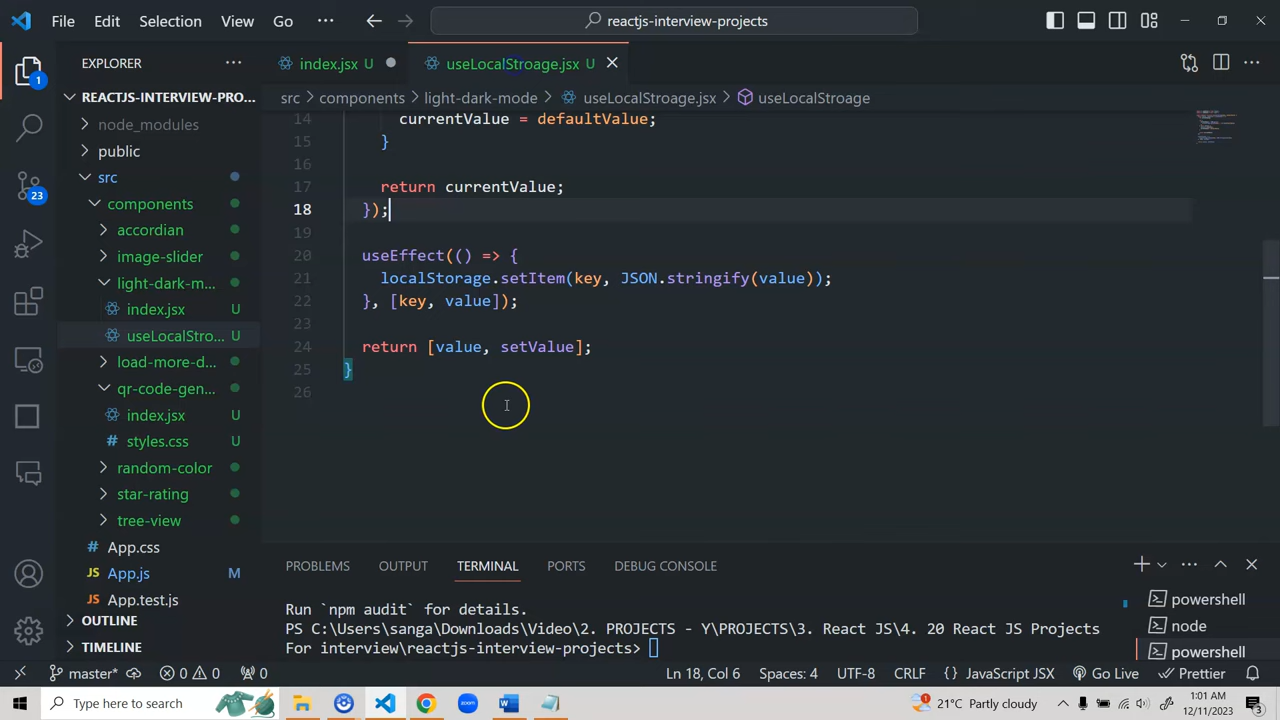 File Edit Selection View Go ··· reactjs-interview-projects
EXPLORER ···
index.jsx U
useLocalStroage.jsx U
REACTJS-INTERVIEW-PRO...
src > components > light-dark-mode > useLocalStroage.jsx > useLocalStroage
node_modules
public
src
components
accordian
image-slider
light-dark-m...
index.jsx U
useLocalStro... U
load-more-d...
qr-code-gen...
index.jsx U
styles.css U
random-color
star-rating
tree-view
App.css
App.js M
App.test.js
OUTLINE
TIMELINE
1
23
14 currentValue = defaultValue;
15 }
16
17 return currentValue;
18 });
19
20 useEffect(() => {
21 localStorage.setItem(key, JSON.stringify(value));
22 }, [key, value]);
23
24 return [value, setValue];
25 }
26
PROBLEMS OUTPUT TERMINAL PORTS DEBUG CONSOLE
Run `npm audit` for details.
PS C:\Users\sanga\Downloads\Video\2. PROJECTS - Y\PROJECTS\3. React JS\4. 20 React JS Projects
For interview\reactjs-interview-projects>
powershell
node
powershell
master* 0 0 0 Ln 18, Col 6 Spaces: 4 UTF-8 CRLF {} JavaScript JSX Go Live Prettier
Type here to search
21°C Partly cloudy
1:01 AM
12/11/2023
3